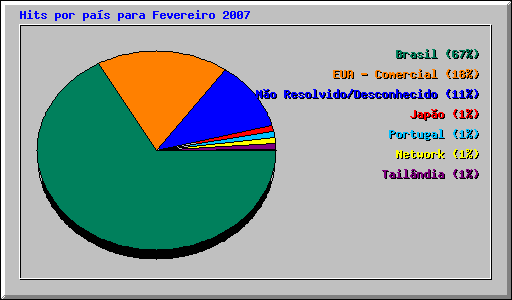 Hits por país para Fevereiro 2007
Brasil (67%)
EUA - Comercial (18%)
Não Resolvido/Desconhecido (11%)
Japão (1%)
Portugal (1%)
Network (1%)
Tailândia (1%)